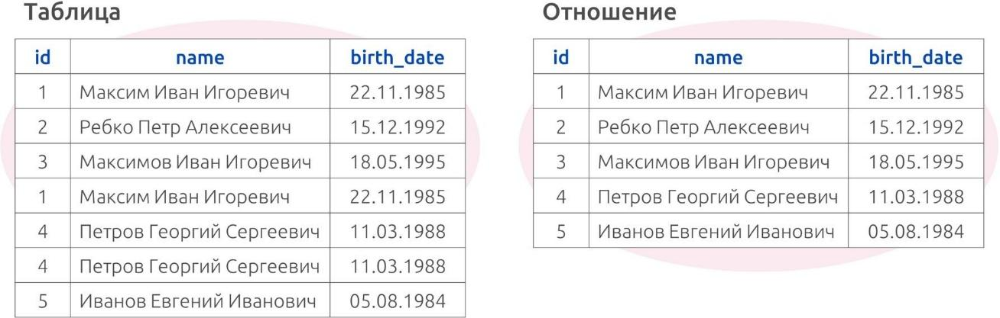 Таблица
id name birth_date
1 Максим Иван Игоревич 22.11.1985
2 Ребко Петр Алексеевич 15.12.1992
3 Максимов Иван Игоревич 18.05.1995
1 Максим Иван Игоревич 22.11.1985
4 Петров Георгий Сергеевич 11.03.1988
4 Петров Георгий Сергеевич 11.03.1988
5 Иванов Евгений Иванович 05.08.1984
Отношение
id name birth_date
1 Максим Иван Игоревич 22.11.1985
2 Ребко Петр Алексеевич 15.12.1992
3 Максимов Иван Игоревич 18.05.1995
4 Петров Георгий Сергеевич 11.03.1988
5 Иванов Евгений Иванович 05.08.1984